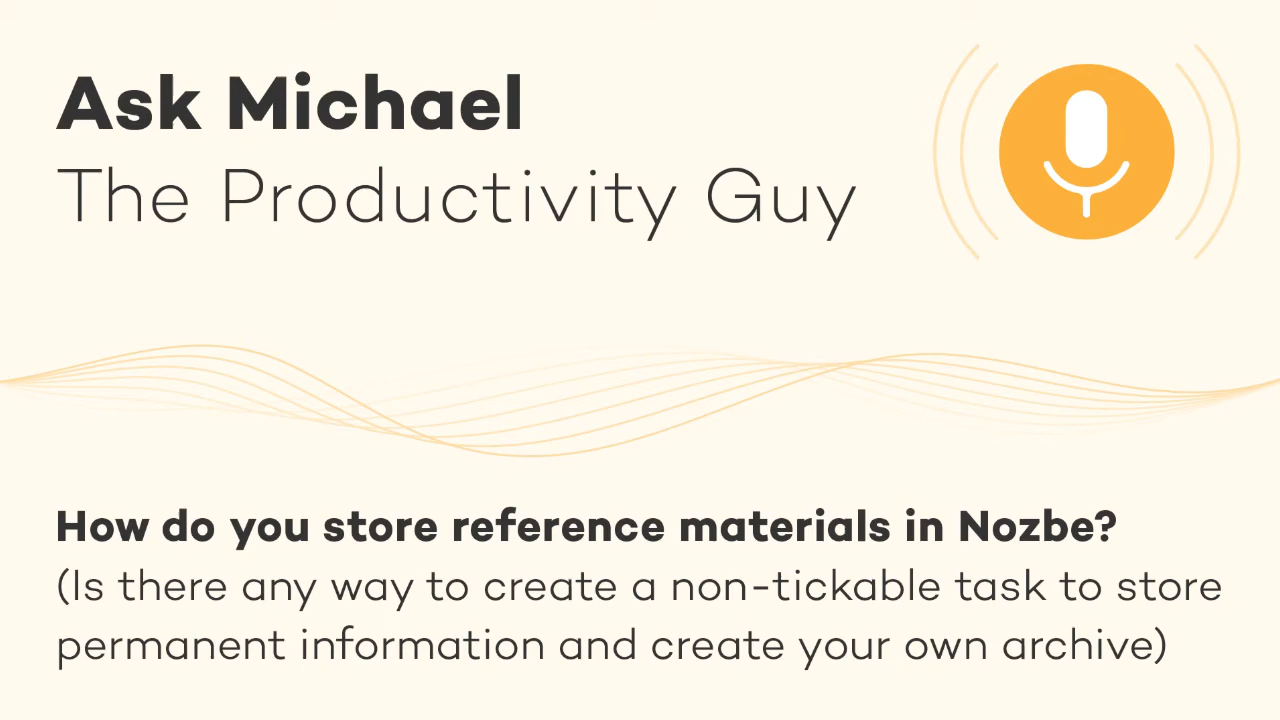 Ask Michael
The Productivity Guy
How do you store reference materials in Nozbe?
(Is there any way to create a non-tickable task to store
permanent information and create your own archive)